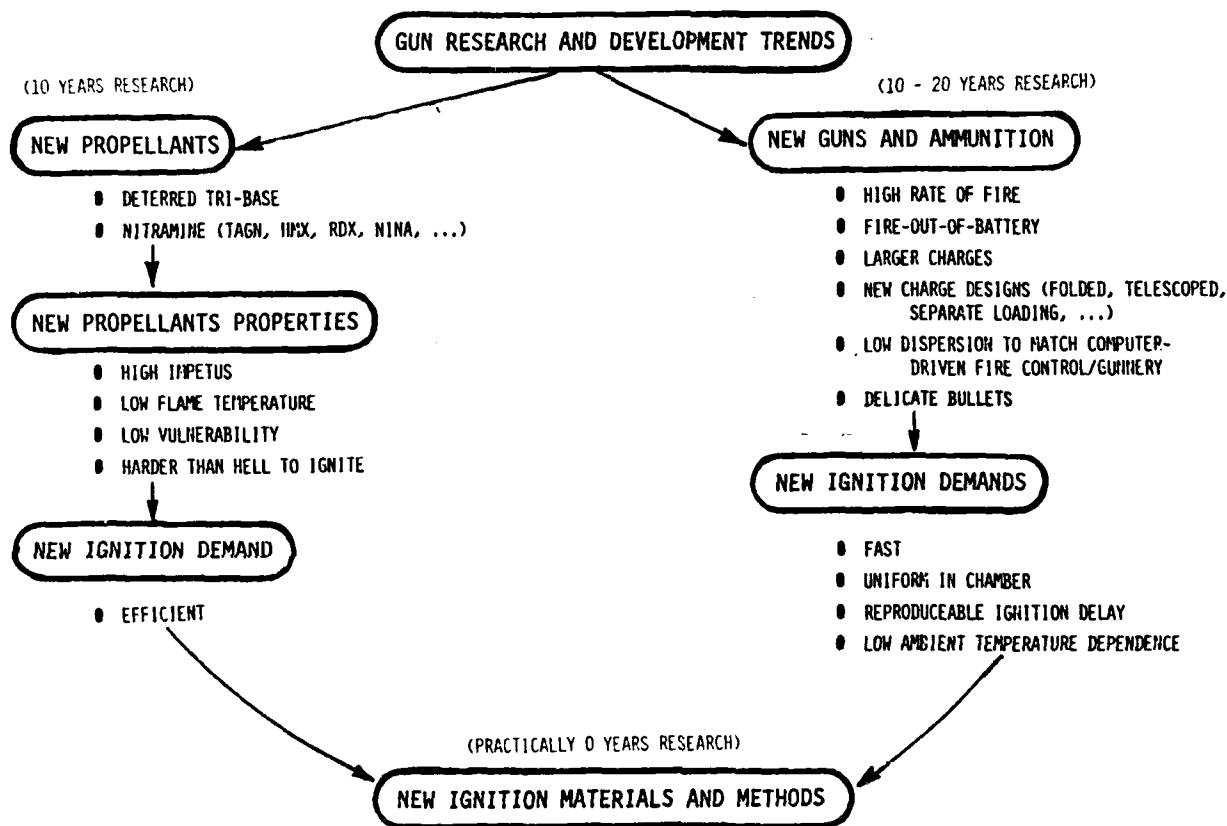 GUN RESEARCH AND DEVELOPMENT TRENDS
(10 YEARS RESEARCH)
NEW PROPELLANTS
DETERRED TRI-BASE
NITRAMINE (TAGN, HMX, RDX, NINA, ...)
NEW PROPELLANTS PROPERTIES
HIGH IMPETUS
LOW FLAME TEMPERATURE
LOW VULNERABILITY
HARDER THAN HELL TO IGNITE
NEW IGNITION DEMAND
EFFICIENT
(10 - 20 YEARS RESEARCH)
NEW GUNS AND AMMUNITION
HIGH RATE OF FIRE
FIRE-OUT-OF-BATTERY
LARGER CHARGES
NEW CHARGE DESIGNS (FOLDED, TELESCOPED,
SEPARATE LOADING, ...)
LOW DISPERSION TO MATCH COMPUTER-
DRIVEN FIRE CONTROL/GUNNERY
DELICATE BULLETS
NEW IGNITION DEMANDS
FAST
UNIFORM IN CHAMBER
REPRODUCEABLE IGNITION DELAY
LOW AMBIENT TEMPERATURE DEPENDENCE
(PRACTICALLY 0 YEARS RESEARCH)
NEW IGNITION MATERIALS AND METHODS